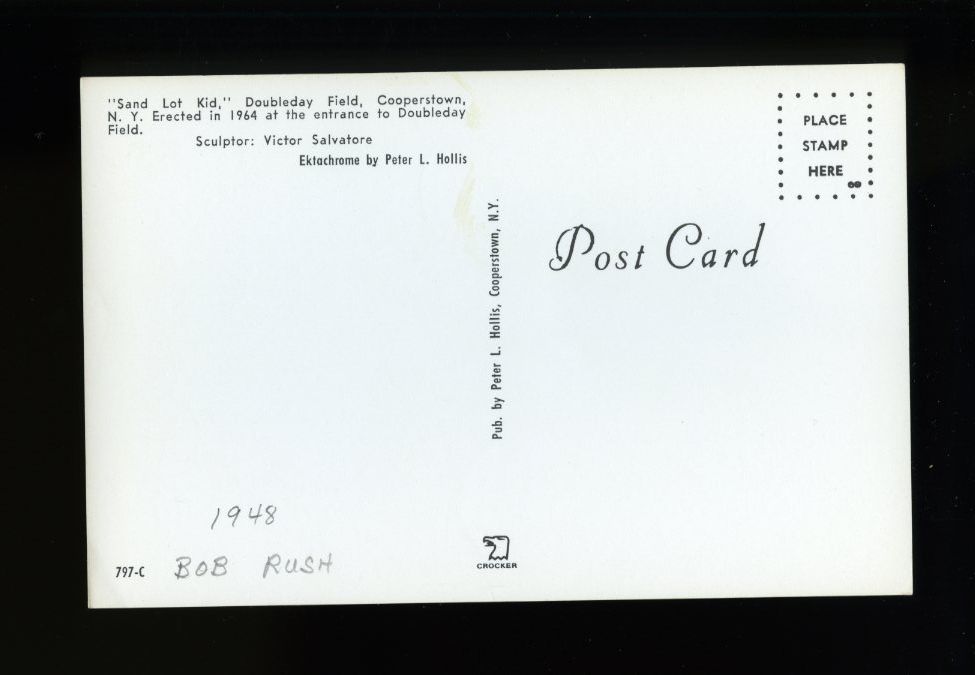 "Sand Lot Kid," Doubleday Field, Cooperstown,
N. Y. Erected in 1964 at the entrance to Doubleday
Field.
Sculptor: Victor Salvatore
Ektachrome by Peter L. Hollis
PLACE
STAMP
HERE
Post Card
Pub. by Peter L. Hollis, Cooperstown, N.Y.
1948
797-C BOB RUSH
CROCKER